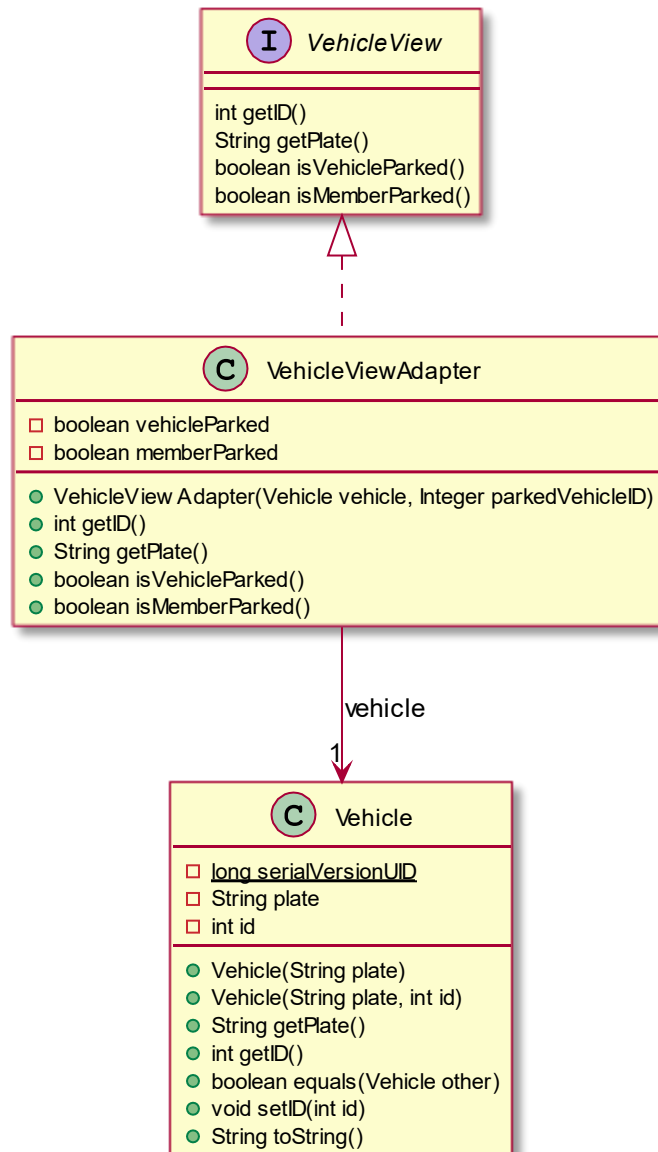 I VehicleView
int getID()
String getPlate()
boolean isVehicleParked()
boolean isMemberParked()
C VehicleViewAdapter
boolean vehicleParked
boolean memberParked
VehicleView Adapter(Vehicle vehicle, Integer parkedVehicleID)
int getID()
String getPlate()
boolean isVehicleParked()
boolean isMemberParked()
vehicle
1
C Vehicle
long serialVersionUID
String plate
int id
Vehicle(String plate)
Vehicle(String plate, int id)
String getPlate()
int getID()
boolean equals(Vehicle other)
void setID(int id)
String toString()